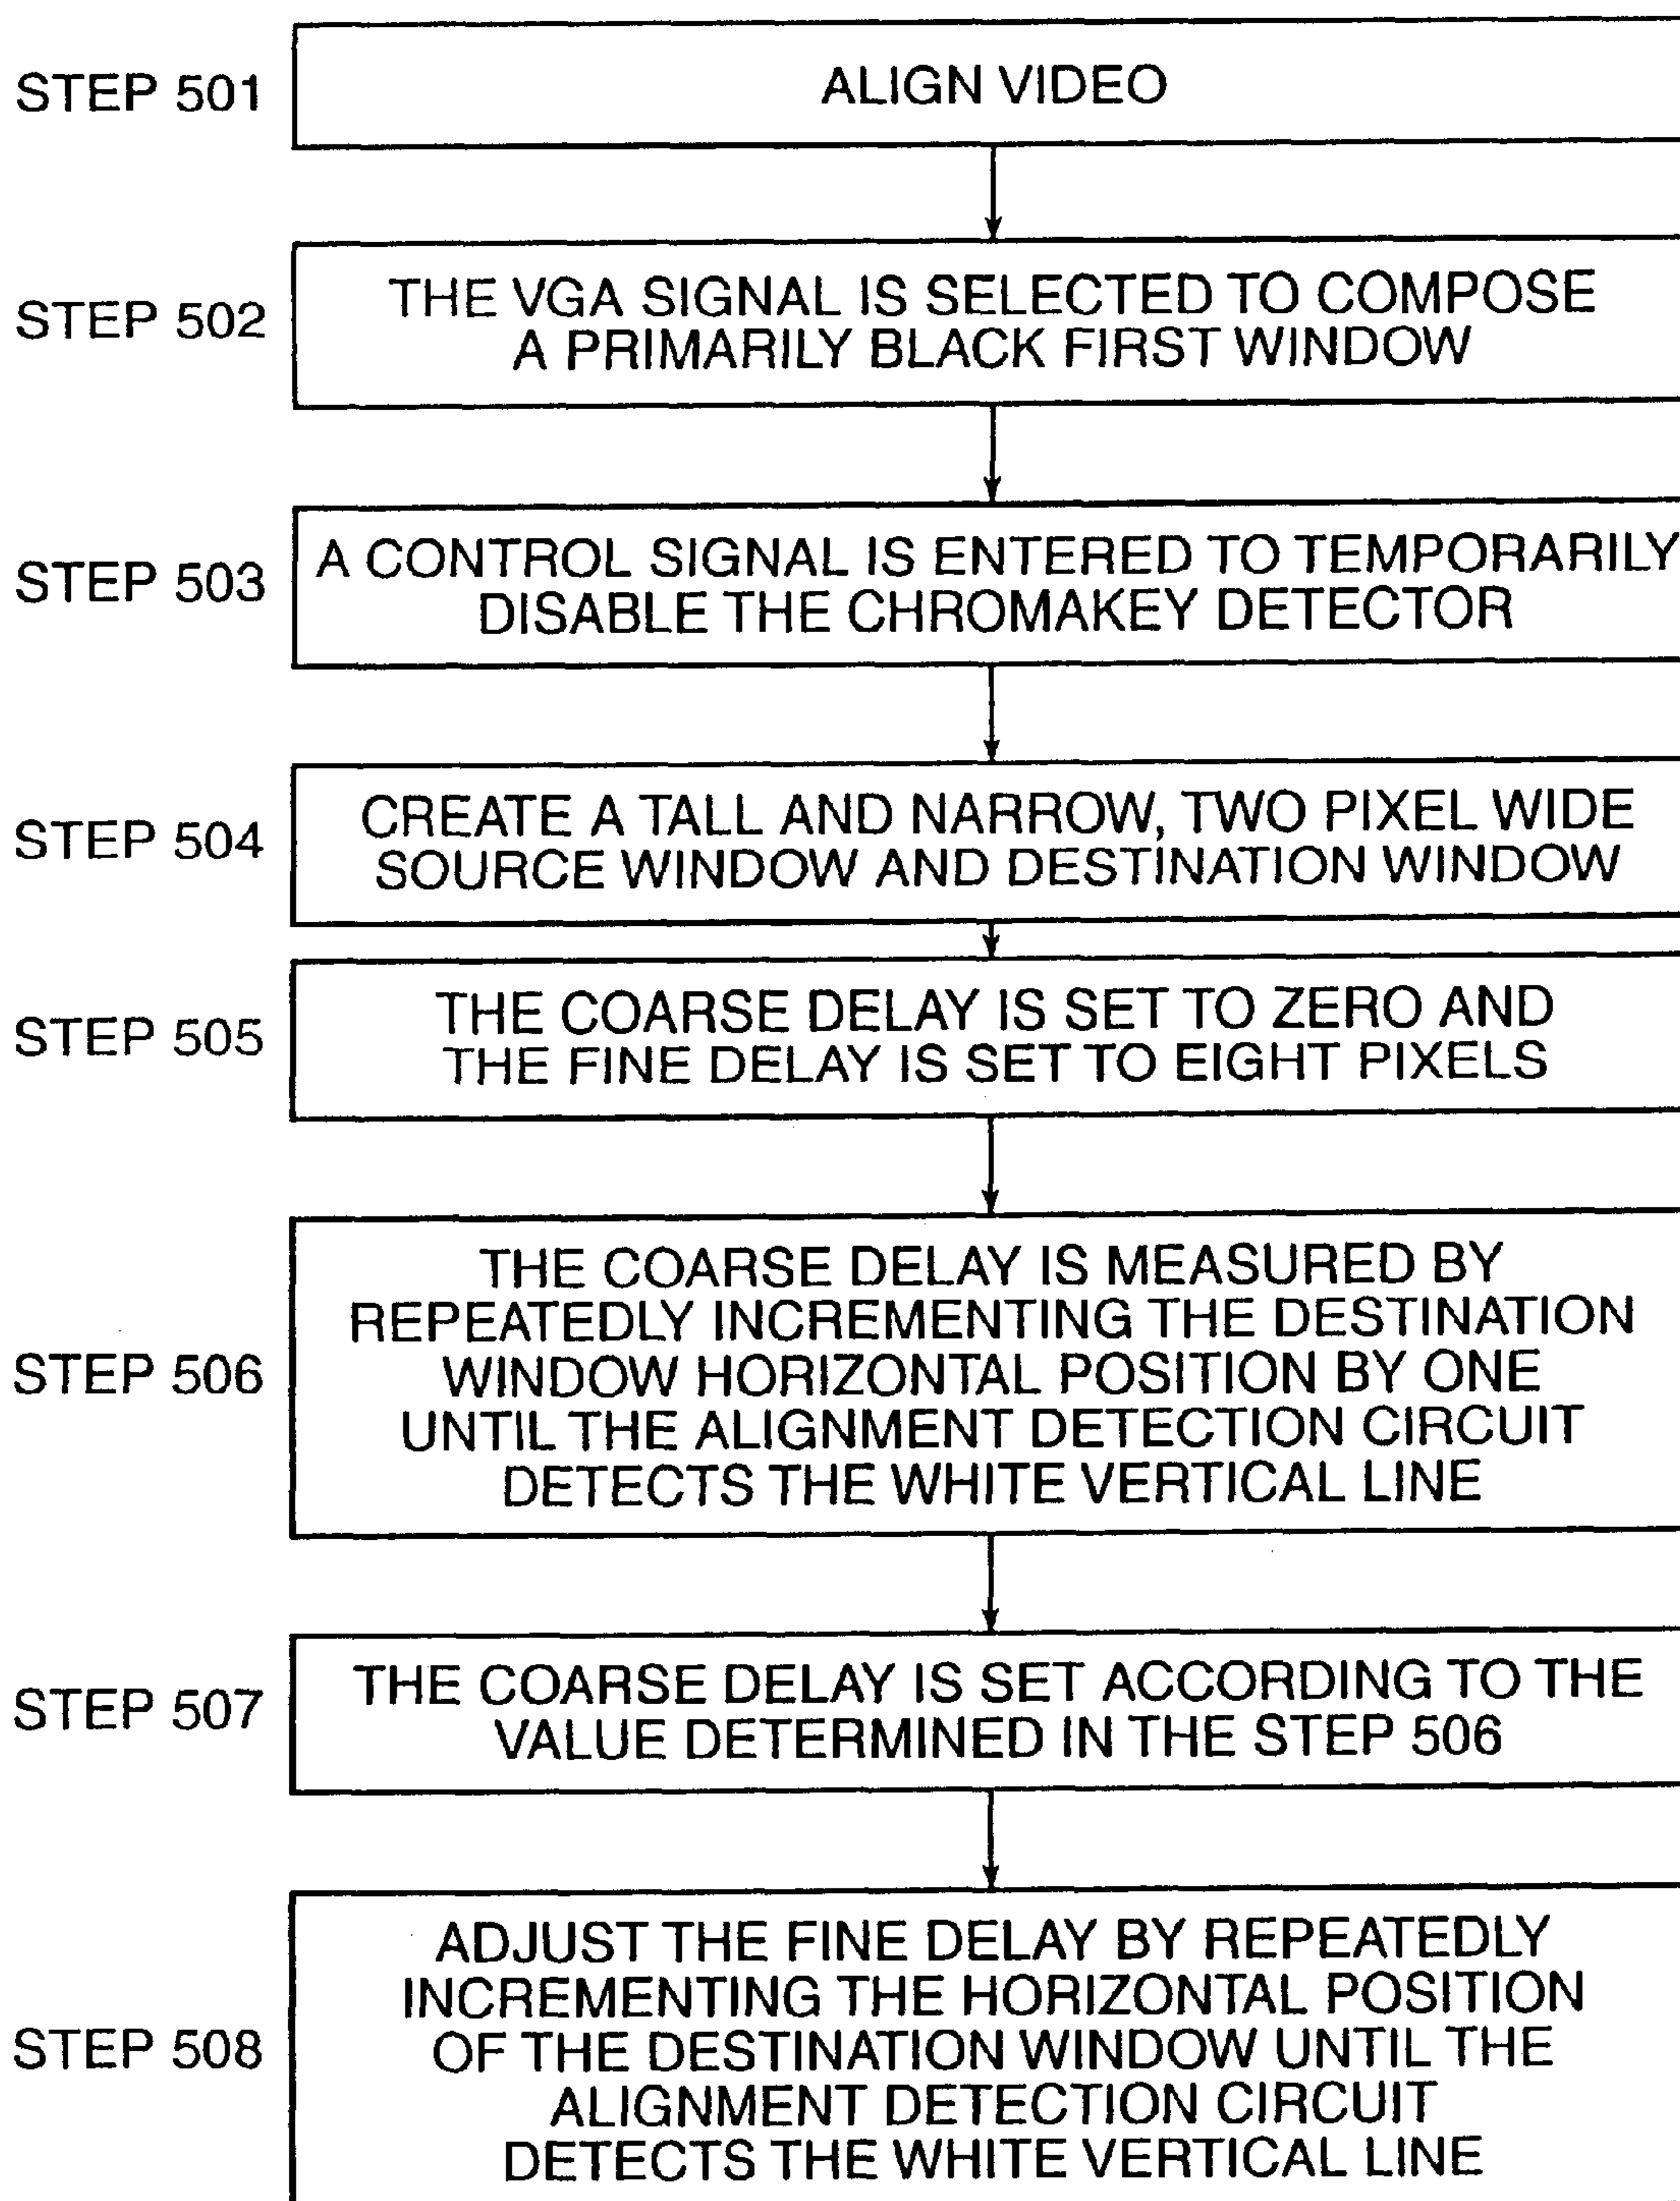 STEP 501
ALIGN VIDEO
STEP 502
THE VGA SIGNAL IS SELECTED TO COMPOSE
A PRIMARILY BLACK FIRST WINDOW
STEP 503
A CONTROL SIGNAL IS ENTERED TO TEMPORARILY
DISABLE THE CHROMAKEY DETECTOR
STEP 504
CREATE A TALL AND NARROW, TWO PIXEL WIDE
SOURCE WINDOW AND DESTINATION WINDOW
STEP 505
THE COARSE DELAY IS SET TO ZERO AND
THE FINE DELAY IS SET TO EIGHT PIXELS
STEP 506
THE COARSE DELAY IS MEASURED BY
REPEATEDLY INCREMENTING THE DESTINATION
WINDOW HORIZONTAL POSITION BY ONE
UNTIL THE ALIGNMENT DETECTION CIRCUIT
DETECTS THE WHITE VERTICAL LINE
STEP 507
THE COARSE DELAY IS SET ACCORDING TO THE
VALUE DETERMINED IN THE STEP 506
STEP 508
ADJUST THE FINE DELAY BY REPEATEDLY
INCREMENTING THE HORIZONTAL POSITION
OF THE DESTINATION WINDOW UNTIL THE
ALIGNMENT DETECTION CIRCUIT
DETECTS THE WHITE VERTICAL LINE